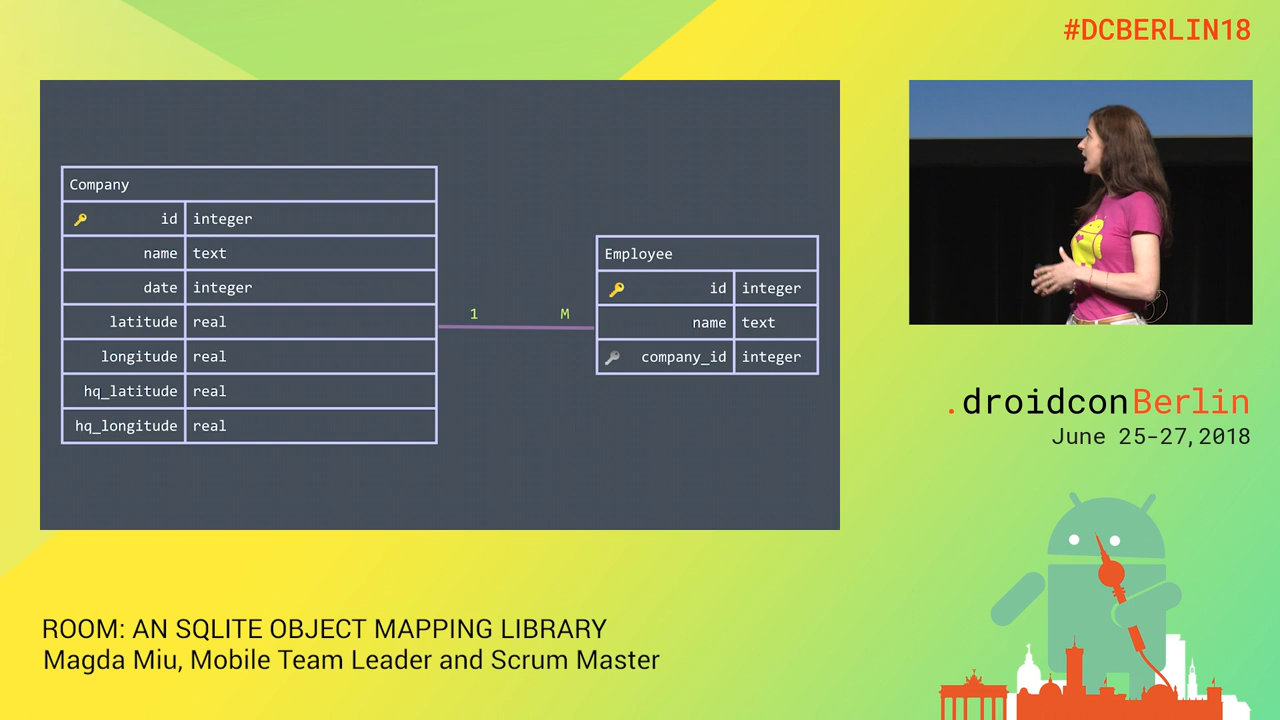 #DCBERLIN18
Company
id integer
name text
date integer
latitude real
longitude real
hq_latitude real
hq_longitude real
1 M
Employee
id integer
name text
company_id integer
.droidconBerlin
June 25-27,2018
ROOM: AN SQLITE OBJECT MAPPING LIBRARY
Magda Miu, Mobile Team Leader and Scrum Master